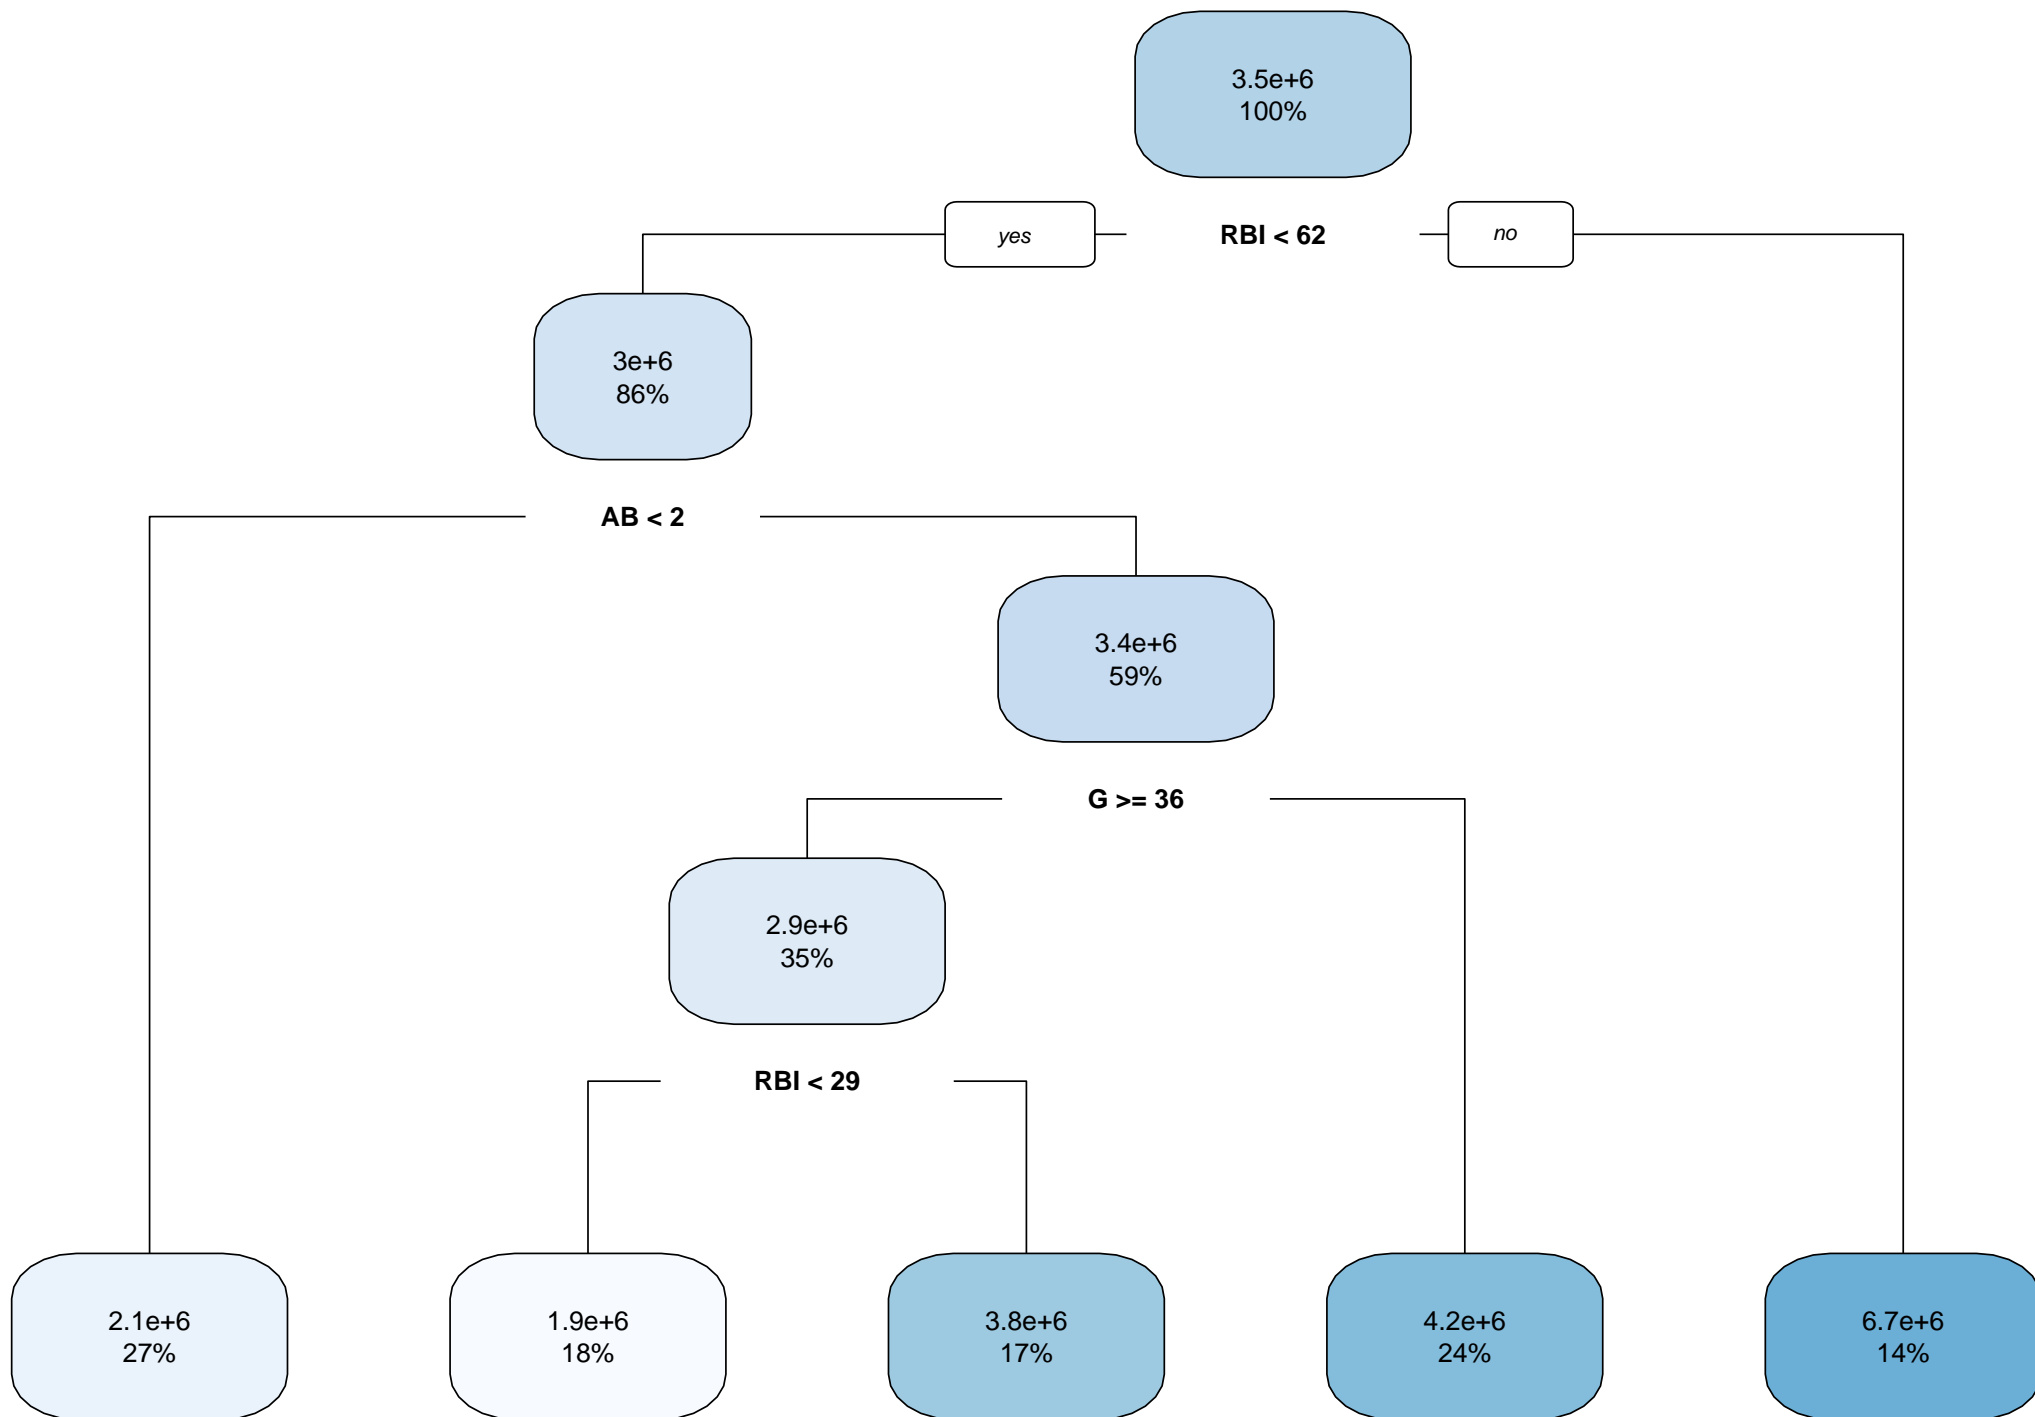 3.5e+6
100%
yes
RBI < 62
no
3e+6
86%
AB < 2
3.4e+6
59%
G >= 36
2.9e+6
35%
RBI < 29
2.1e+6
27%
1.9e+6
18%
3.8e+6
17%
4.2e+6
24%
6.7e+6
14%